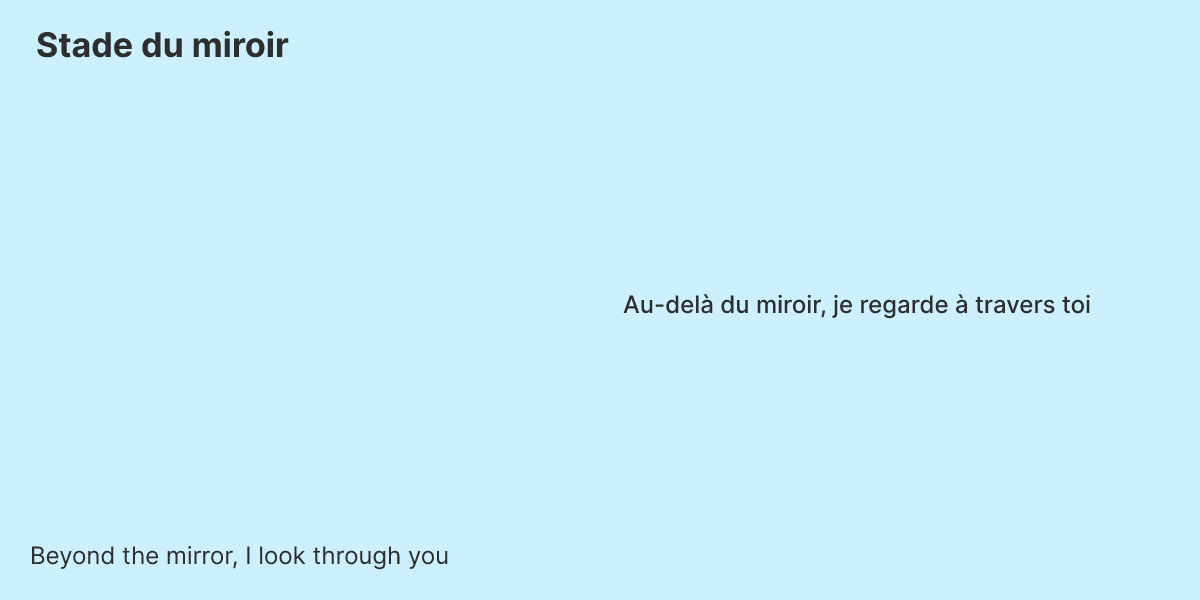 Stade du miroir
Au-delà du miroir, je regarde à travers toi
Beyond the mirror, I look through you